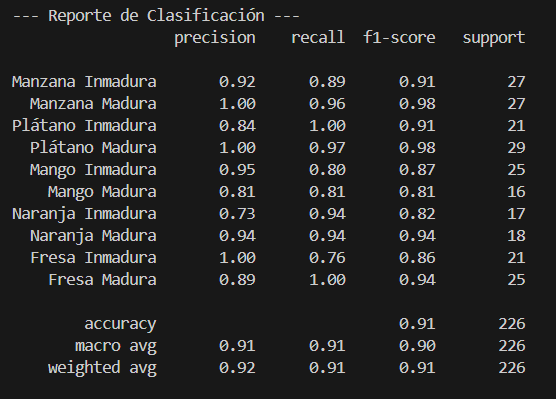 --- Reporte de Clasificación ---
precision recall f1-score support
Manzana Inmadura 0.92 0.89 0.91 27
Manzana Madura 1.00 0.96 0.98 27
Plátano Inmadura 0.84 1.00 0.91 21
Plátano Madura 1.00 0.97 0.98 29
Mango Inmadura 0.95 0.80 0.87 25
Mango Madura 0.81 0.81 0.81 16
Naranja Inmadura 0.73 0.94 0.82 17
Naranja Madura 0.94 0.94 0.94 18
Fresa Inmadura 1.00 0.76 0.86 21
Fresa Madura 0.89 1.00 0.94 25
accuracy 0.91 226
macro avg 0.91 0.91 0.90 226
weighted avg 0.92 0.91 0.91 226